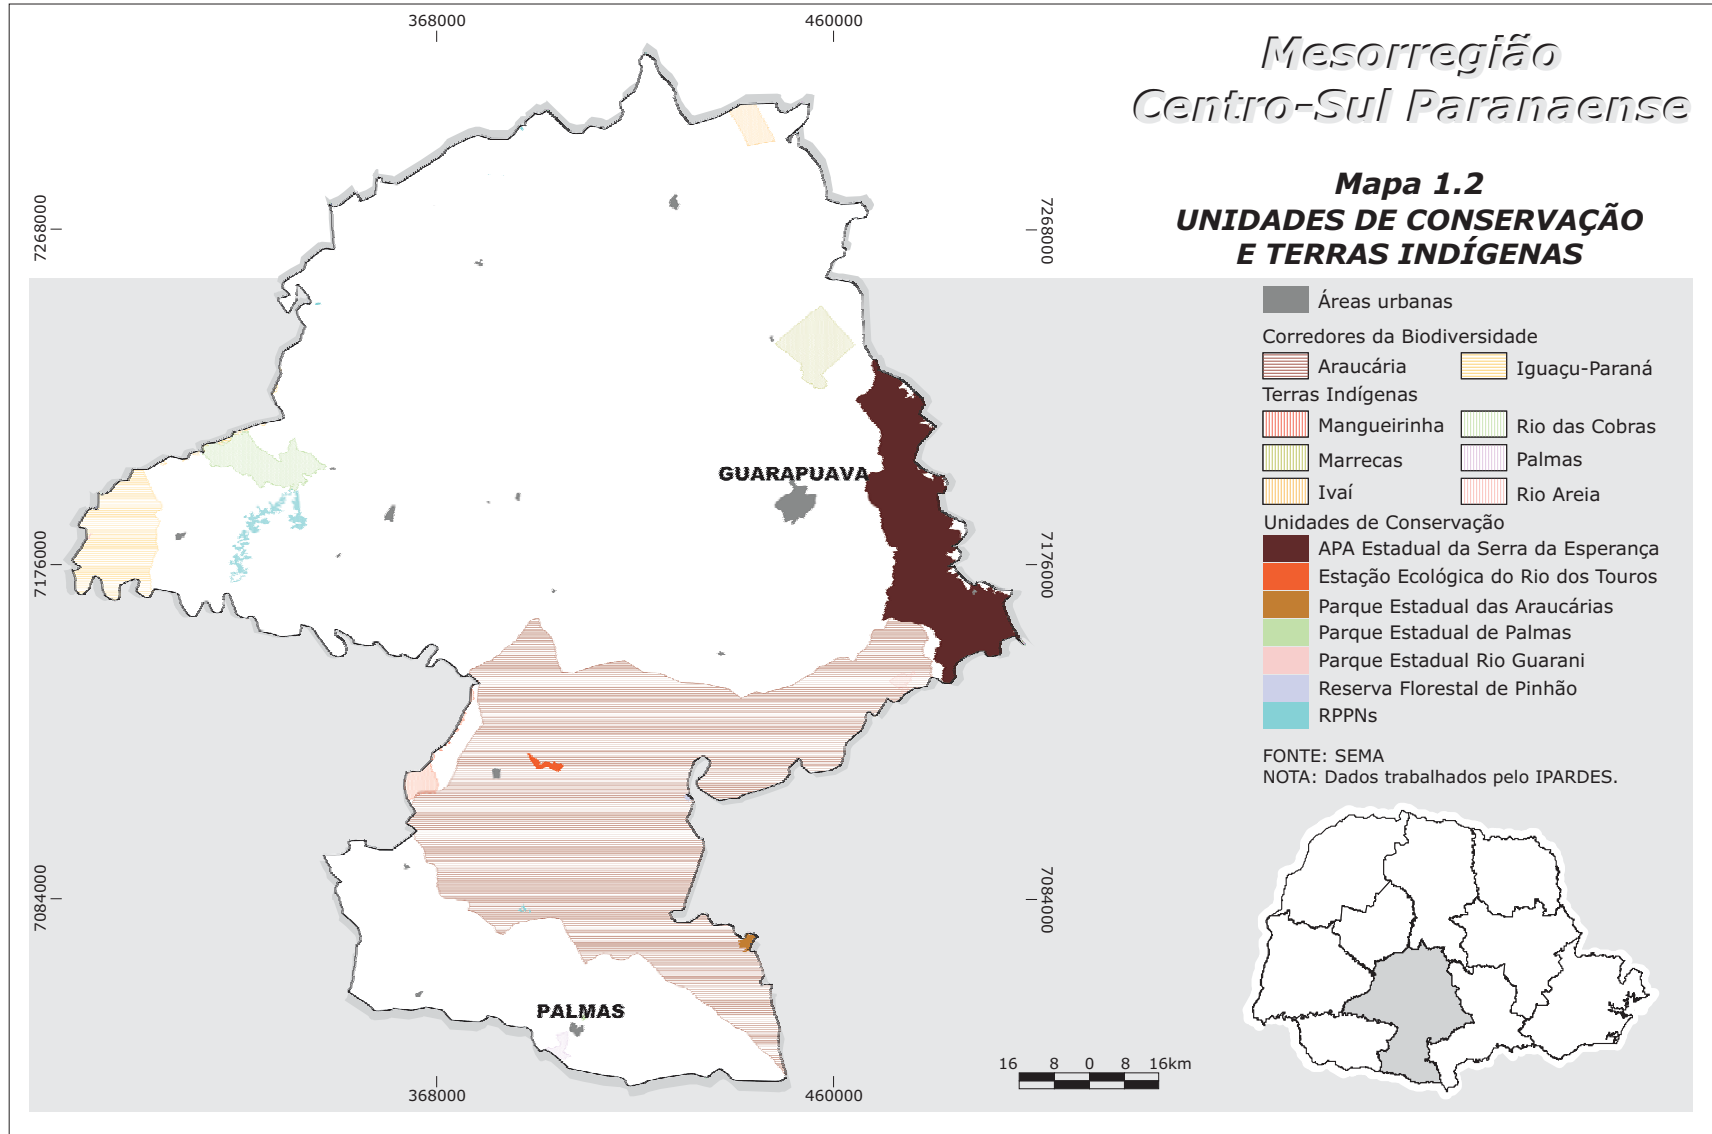 368000
460000
Mesorregião
Centro-Sul Paranaense
Mapa 1.2
UNIDADES DE CONSERVAÇÃO
E TERRAS INDÍGENAS
7268000
7268000
Áreas urbanas
Corredores da Biodiversidade
Araucária
Iguaçu-Paraná
Terras Indígenas
Mangueirinha
Rio das Cobras
Marrecas
Palmas
Ivaí
Rio Areia
Unidades de Conservação
APA Estadual da Serra da Esperança
Estação Ecológica do Rio dos Touros
Parque Estadual das Araucárias
Parque Estadual de Palmas
Parque Estadual Rio Guarani
Reserva Florestal de Pinhão
RPPNs
GUARAPUAVA
7176000
7176000
FONTE: SEMA
NOTA: Dados trabalhados pelo IPARDES.
7084000
7084000
PALMAS
16 8 0 8 16km
368000
460000